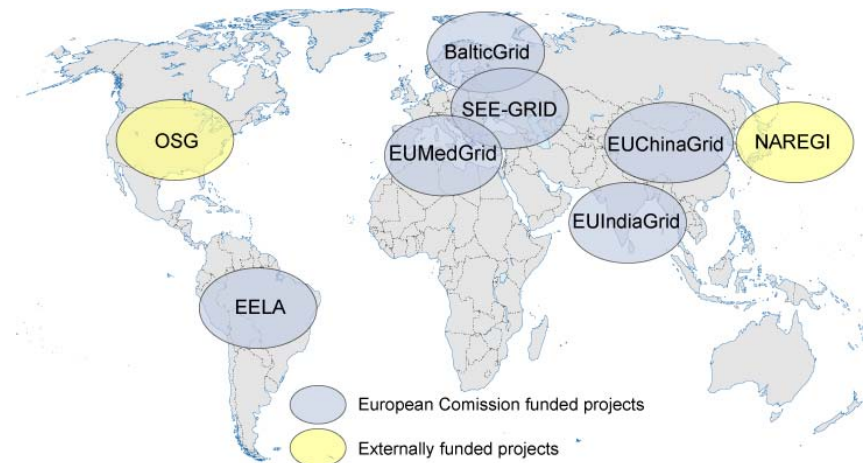 BalticGrid
SEE-GRID
OSG
EUMedGrid
EUChinaGrid
NAREGI
EUIndiaGrid
EELA
European Comission funded projects
Externally funded projects